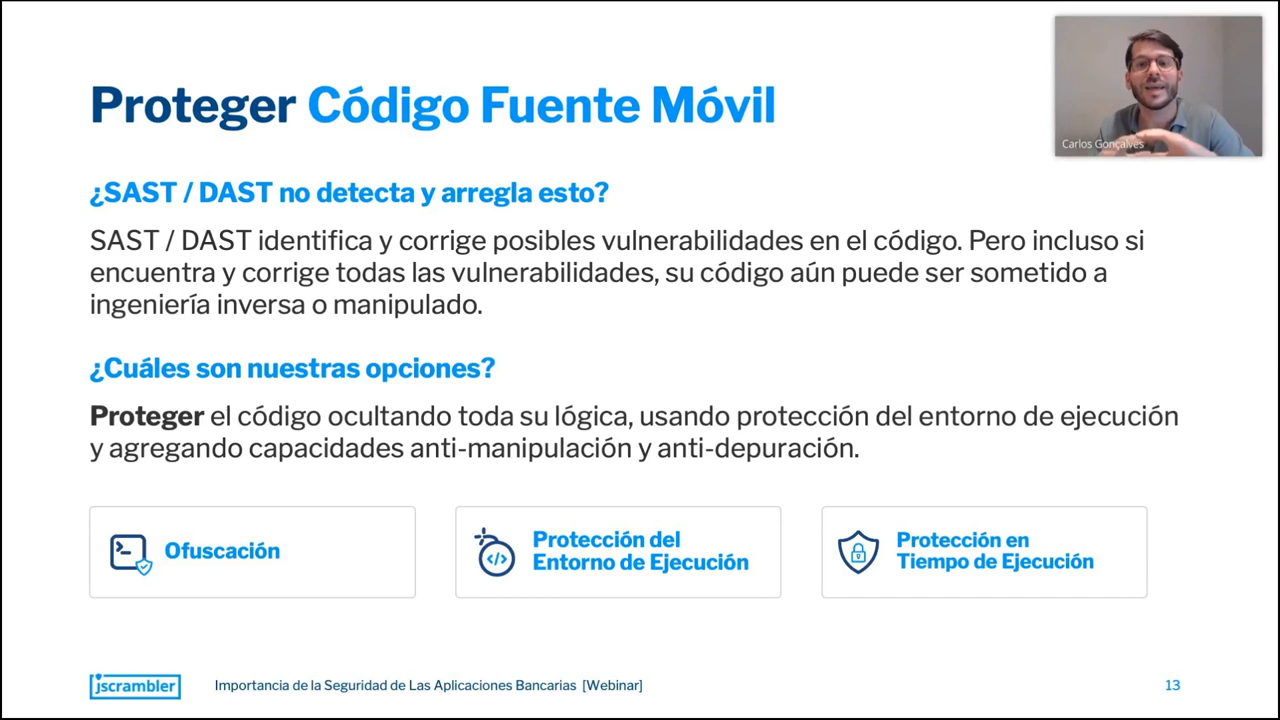 Proteger Código Fuente Móvil
Carlos Gonçalves
¿SAST / DAST no detecta y arregla esto?
SAST / DAST identifica y corrige posibles vulnerabilidades en el código. Pero incluso si
encuentra y corrige todas las vulnerabilidades, su código aún puede ser sometido a
ingeniería inversa o manipulado.
¿Cuáles son nuestras opciones?
Proteger el código ocultando toda su lógica, usando protección del entorno de ejecución
y agregando capacidades anti-manipulación y anti-depuración.
Ofuscación
Protección del
Entorno de Ejecución
Protección en
Tiempo de Ejecución
jscrambler
Importancia de la Seguridad de Las Aplicaciones Bancarias [Webinar]
13